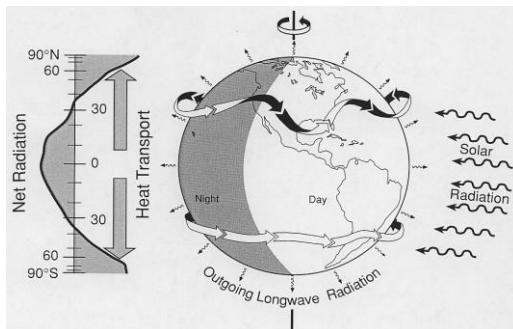 90°N
60
30
0
30
60
90°S
Net Radiation
Heat Transport
Night
Day
Solar
Radiation
Outgoing Longwave Radiation